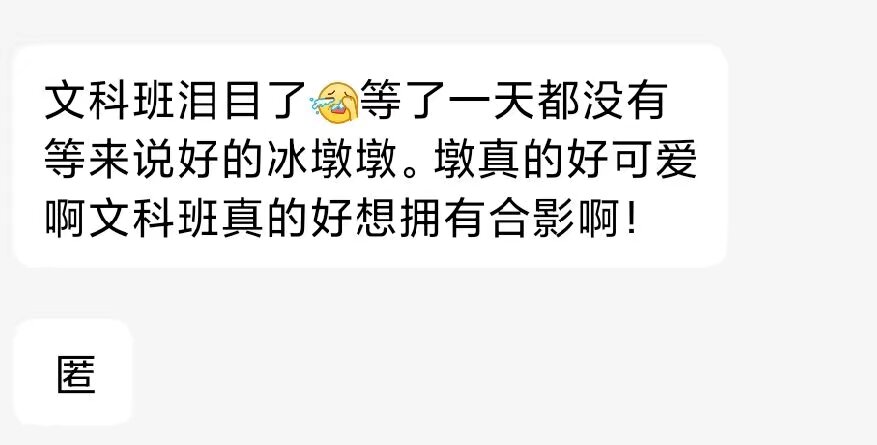 文科班泪目了😭等了一天都没有
等来说好的冰墩墩。墩真的好可爱
啊文科班真的好想拥有合影啊！
匿